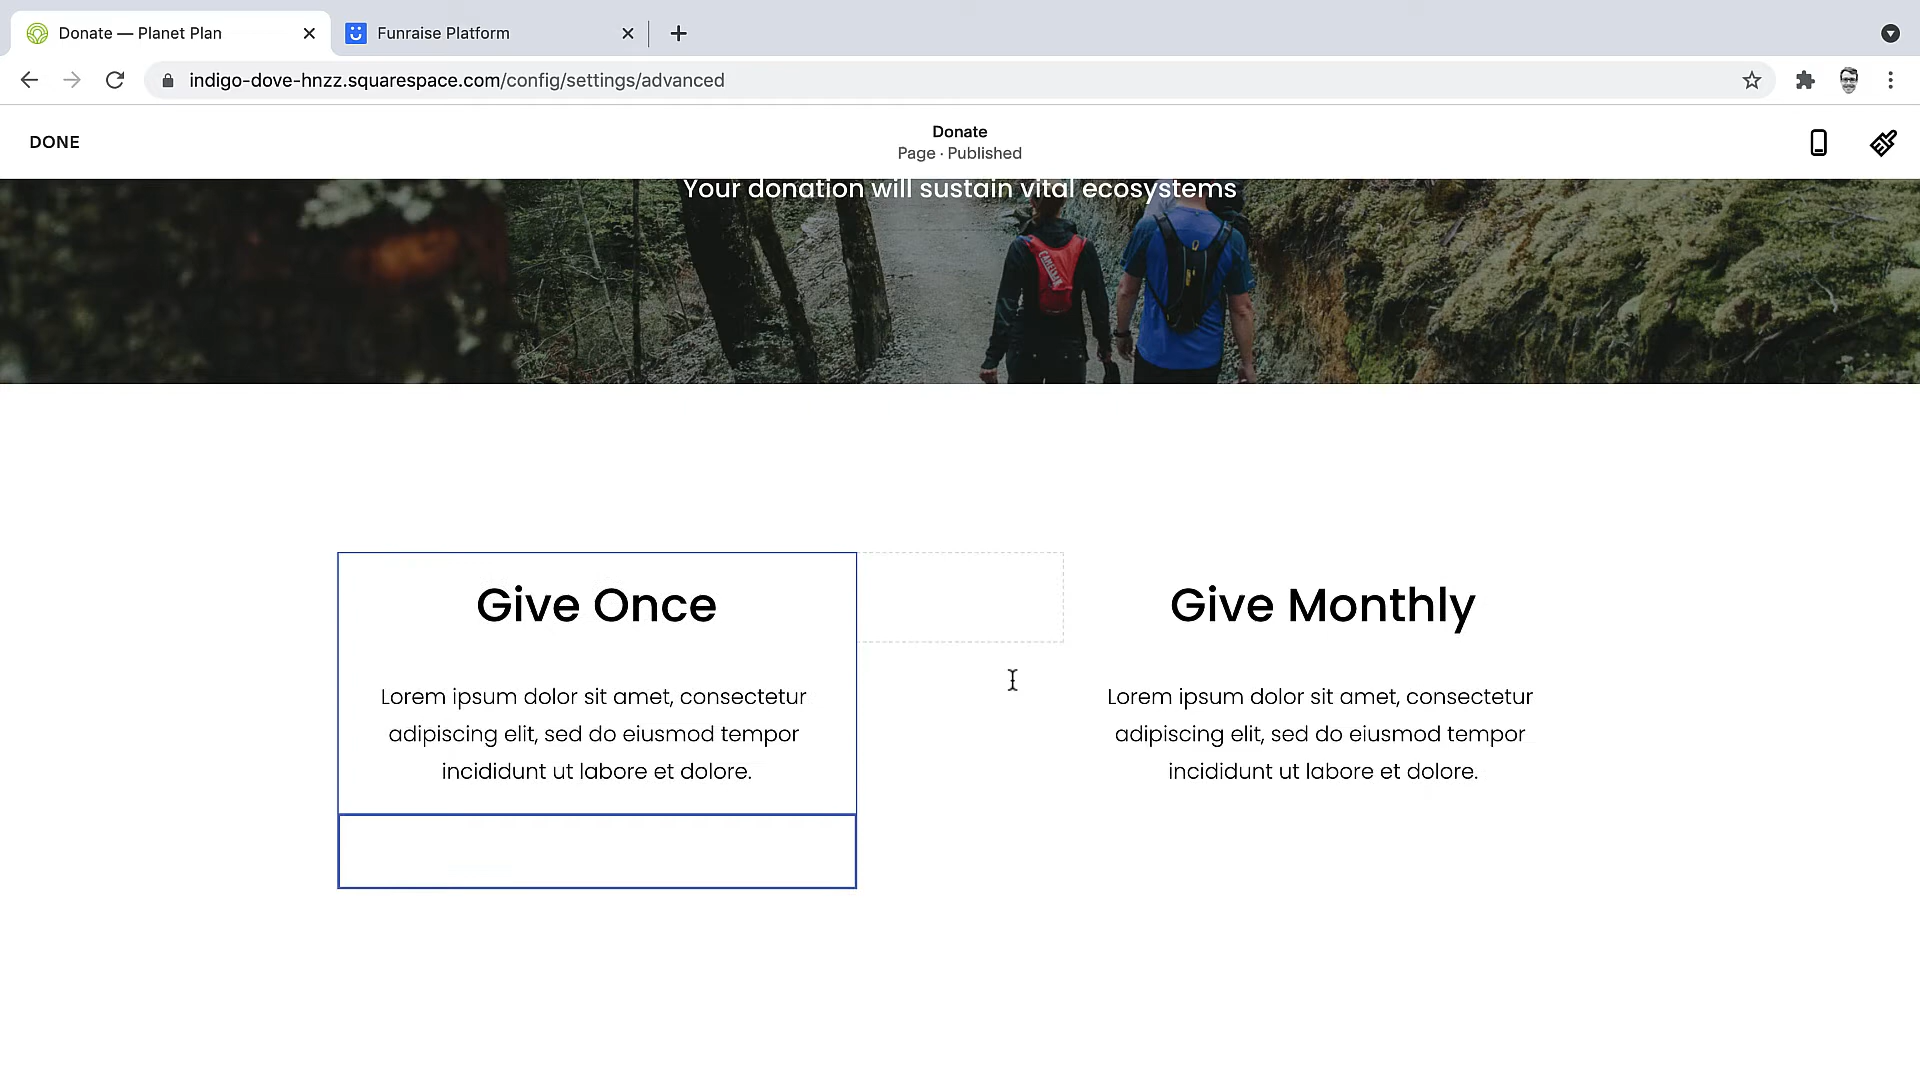 Donate — Planet Plan
Funraise Platform
indigo-dove-hnzz.squarespace.com/config/settings/advanced
DONE
Donate
Page · Published
Your donation will sustain vital ecosystems
CAMELBAK
Give Once
Lorem ipsum dolor sit amet, consectetur
adipiscing elit, sed do eiusmod tempor
incididunt ut labore et dolore.
Give Monthly
Lorem ipsum dolor sit amet, consectetur
adipiscing elit, sed do eiusmod tempor
incididunt ut labore et dolore.